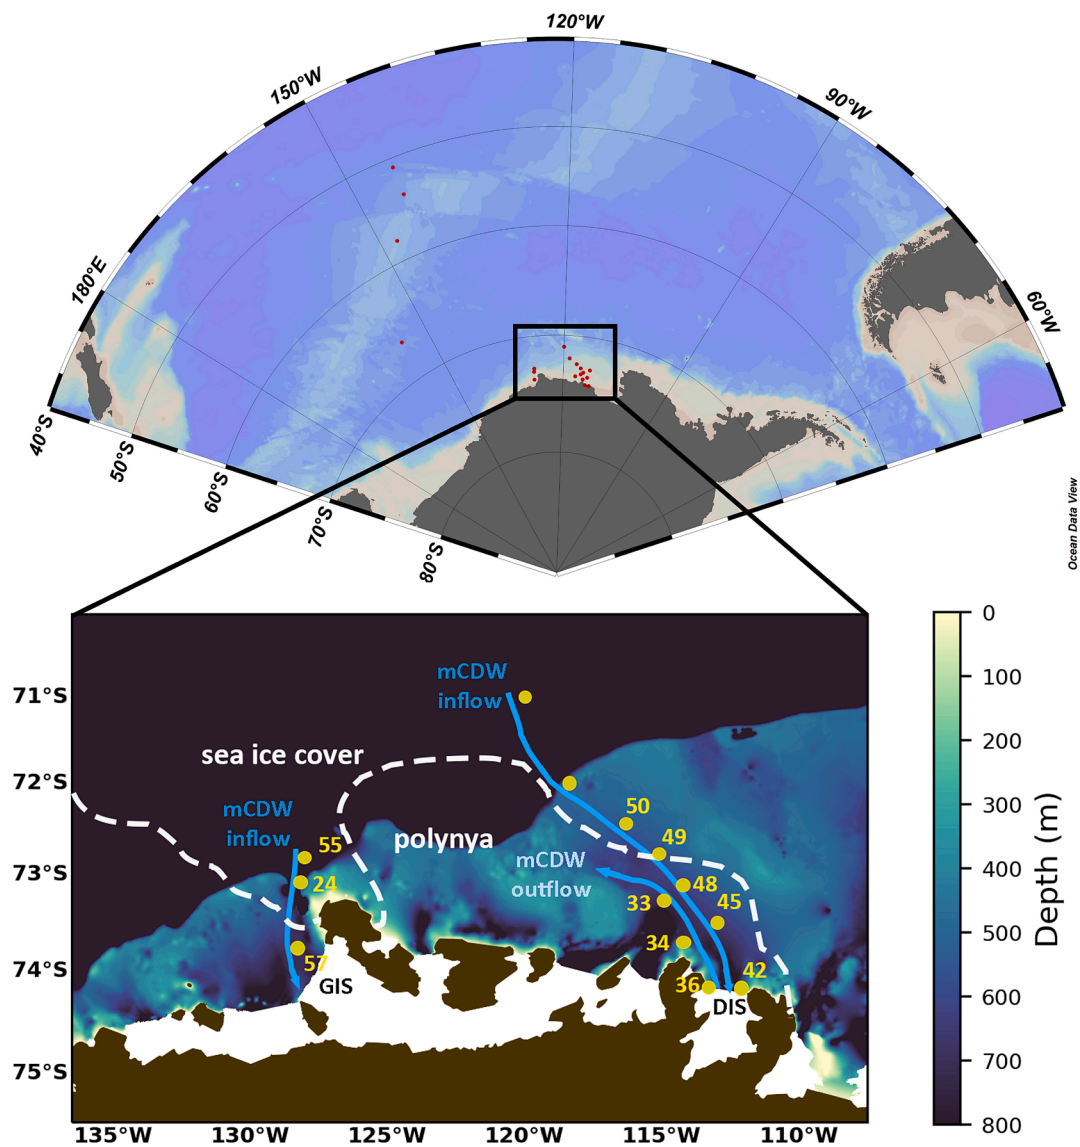 120°W
150°W
90°W
180°E
60°W
40°S
50°S
60°S
70°S
80°S
Ocean Data View
71°S
72°S
73°S
74°S
75°S
135°W
130°W
125°W
120°W
115°W
110°W
mCDW
inflow
sea ice cover
mCDW
inflow
polynya
mCDW
outflow
50
49
55
24
48
33
45
34
57
42
36
GIS
DIS
0
100
200
300
400
500
600
700
800
Depth (m)